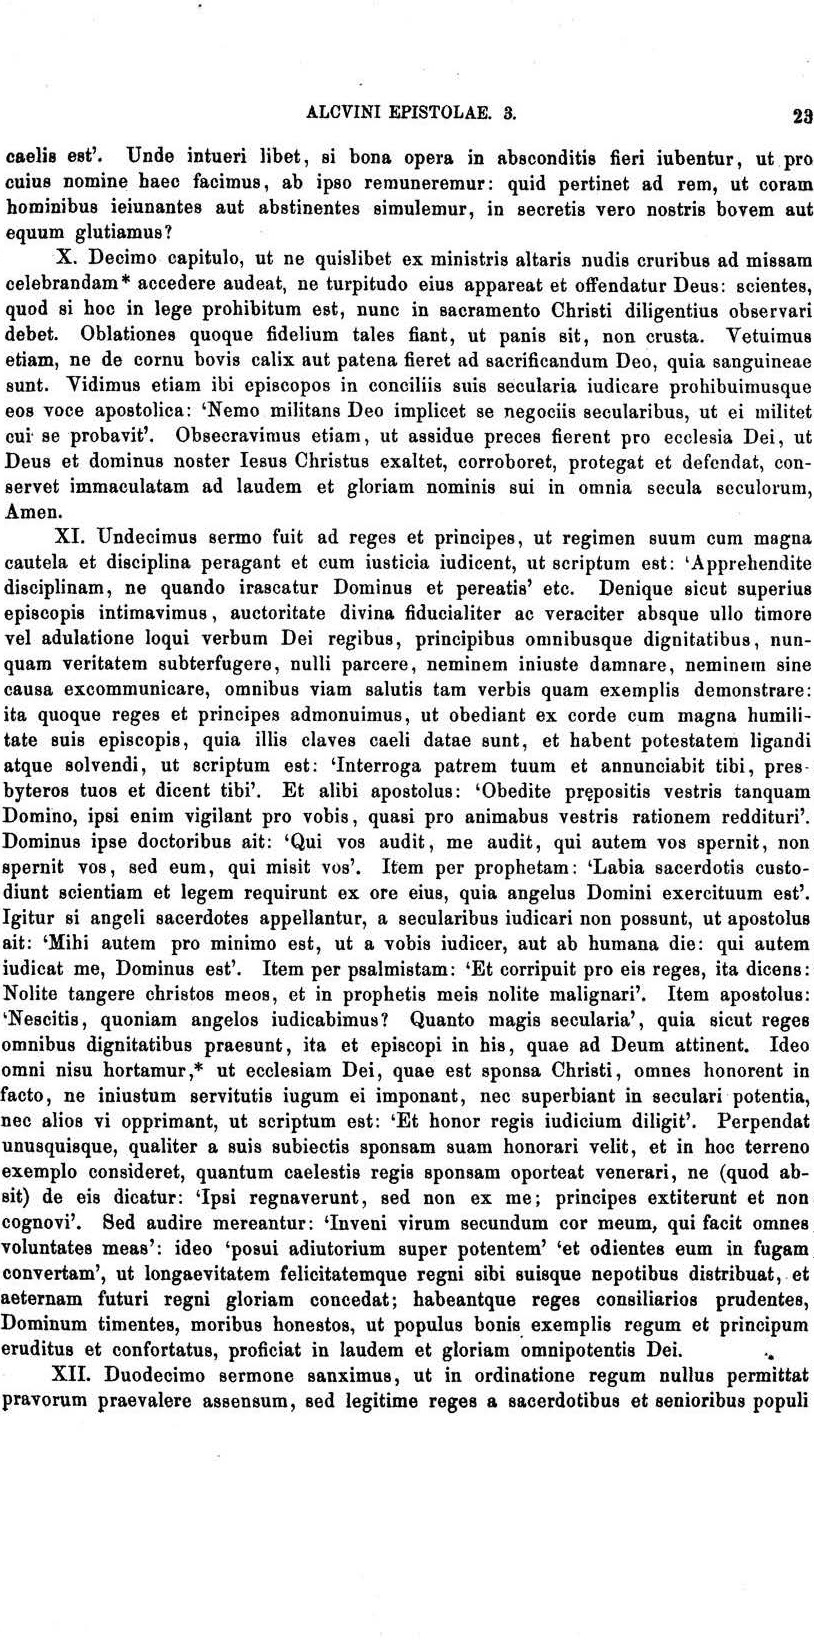 ALCVINI EPISTOLAE. 3.
23
caelis est’. Unde intueri libet, si bona opera in absconditis fieri iubentur, ut pro
cuius nomine haec facimus, ab ipso remuneremur: quid pertinet ad rem, ut coram
hominibus ieiunantes aut abstinentes simulemur, in secretis vero nostris bovem aut
equum glutiamus?
X. Decimo capitulo, ut ne quislibet ex ministris altaris nudis cruribus ad missam
celebrandam* accedere audeat, ne turpitudo eius appareat et offendatur Deus: scientes,
quod si hoc in lege prohibitum est, nunc in sacramento Christi diligentius observari
debet. Oblationes quoque fidelium tales fiant, ut panis sit, non crusta. Vetuimus
etiam, ne de cornu bovis calix aut patena fieret ad sacrificandum Deo, quia sanguineae
sunt. Vidimus etiam ibi episcopos in conciliis suis secularia iudicare prohibuimusque
eos voce apostolica: ‘Nemo militans Deo implicet se negociis secularibus, ut ei militet
cui se probavit’. Obsecravimus etiam, ut assidue preces fierent pro ecclesia Dei, ut
Deus et dominus noster Iesus Christus exaltet, corroboret, protegat et defendat, con-
servet immaculatam ad laudem et gloriam nominis sui in omnia secula seculorum,
Amen.
XI. Undecimus sermo fuit ad reges et principes, ut regimen suum cum magna
cautela et disciplina peragant et cum iusticia iudicent, ut scriptum est: ‘Apprehendite
disciplinam, ne quando irascatur Dominus et pereatis’ etc. Denique sicut superius
episcopis intimavimus, auctoritate divina fiducialiter ac veraciter absque ullo timore
vel adulatione loqui verbum Dei regibus, principibus omnibusque dignitatibus, nun-
quam veritatem subterfugere, nulli parcere, neminem iniuste damnare, neminem sine
causa excommunicare, omnibus viam salutis tam verbis quam exemplis demonstrare:
ita quoque reges et principes admonuimus, ut obediant ex corde cum magna humili-
tate suis episcopis, quia illis claves caeli datae sunt, et habent potestatem ligandi
atque solvendi, ut scriptum est: ‘Interroga patrem tuum et annunciabit tibi, pres-
byteros tuos et dicent tibi’. Et alibi apostolus: ‘Obedite prępositis vestris tanquam
Domino, ipsi enim vigilant pro vobis, quasi pro animabus vestris rationem reddituri’.
Dominus ipse doctoribus ait: ‘Qui vos audit, me audit, qui autem vos spernit, non
spernit vos, sed eum, qui misit vos’. Item per prophetam: ‘Labia sacerdotis custo-
diunt scientiam et legem requirunt ex ore eius, quia angelus Domini exercituum est’.
Igitur si angeli sacerdotes appellantur, a secularibus iudicari non possunt, ut apostolus
ait: ‘Mihi autem pro minimo est, ut a vobis iudicer, aut ab humana die: qui autem
iudicat me, Dominus est’. Item per psalmistam: ‘Et corripuit pro eis reges, ita dicens:
Nolite tangere christos meos, et in prophetis meis nolite malignari’. Item apostolus:
‘Nescitis, quoniam angelos iudicabimus? Quanto magis secularia’, quia sicut reges
omnibus dignitatibus praesunt, ita et episcopi in his, quae ad Deum attinent. Ideo
omni nisu hortamur,* ut ecclesiam Dei, quae est sponsa Christi, omnes honorent in
facto, ne iniustum servitutis iugum ei imponant, nec superbiant in seculari potentia,
nec alios vi opprimant, ut scriptum est: ‘Et honor regis iudicium diligit’. Perpendat
unusquisque, qualiter a suis subiectis sponsam suam honorari velit, et in hoc terreno
exemplo consideret, quantum caelestis regis sponsam oporteat venerari, ne (quod ab-
sit) de eis dicatur: ‘Ipsi regnaverunt, sed non ex me; principes extiterunt et non
cognovi’. Sed audire mereantur: ‘Inveni virum secundum cor meum, qui facit omnes
voluntates meas’: ideo ‘posui adiutorium super potentem’ ‘et odientes eum in fugam
convertam’, ut longaevitatem felicitatemque regni sibi suisque nepotibus distribuat, et
aeternam futuri regni gloriam concedat; habeantque reges consiliarios prudentes,
Dominum timentes, moribus honestos, ut populus bonis exemplis regum et principum
eruditus et confortatus, proficiat in laudem et gloriam omnipotentis Dei.
XII. Duodecimo sermone sanximus, ut in ordinatione regum nullus permittat
pravorum praevalere assensum, sed legitime reges a sacerdotibus et senioribus populi